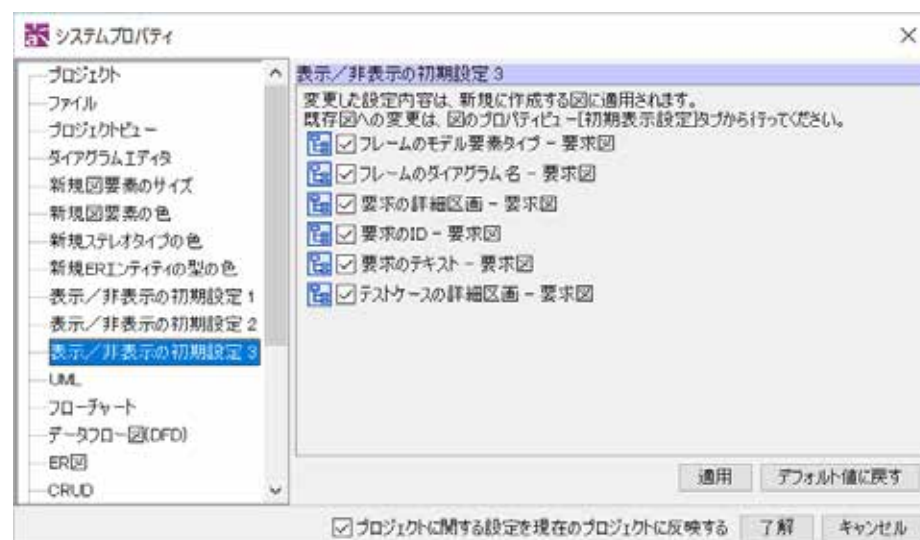 システムプロパティ
プロジェクト
ファイル
プロジェクトビュー
ダイアグラムエディタ
新規図要素のサイズ
新規図要素の色
新規ステレオタイプの色
新規ERエンティティの型の色
表示／非表示の初期設定 1
表示／非表示の初期設定 2
表示／非表示の初期設定 3
UML
フローチャート
データフロー図(DFD)
ER図
CRUD
表示／非表示の初期設定 3
変更した設定内容は、新規に作成する図に適用されます。
既存図への変更は、図のプロパティビュー[初期表示設定]タブから行ってください。
フレームのモデル要素タイプ - 要求図
フレームのダイアグラム名 - 要求図
要求の詳細区画 - 要求図
要求のID - 要求図
要求のテキスト - 要求図
テストケースの詳細区画 - 要求図
適用
デフォルト値に戻す
プロジェクトに関する設定を現在のプロジェクトに反映する
了解
キャンセル